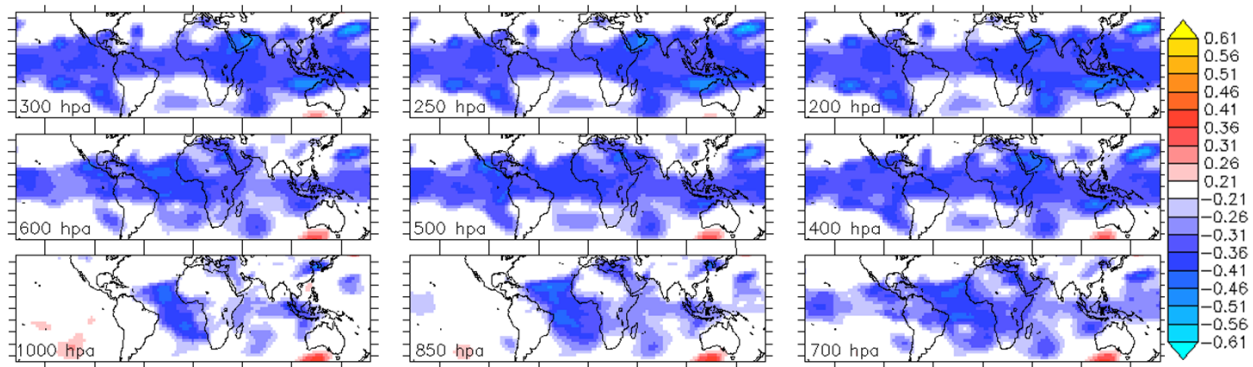 300 hpa
250 hpa
200 hpa
600 hpa
500 hpa
400 hpa
1000 hpa
850 hpa
700 hpa
0.61
0.56
0.51
0.46
0.41
0.36
0.31
0.26
0.21
−0.21
−0.26
−0.31
−0.36
−0.41
−0.46
−0.51
−0.56
−0.61